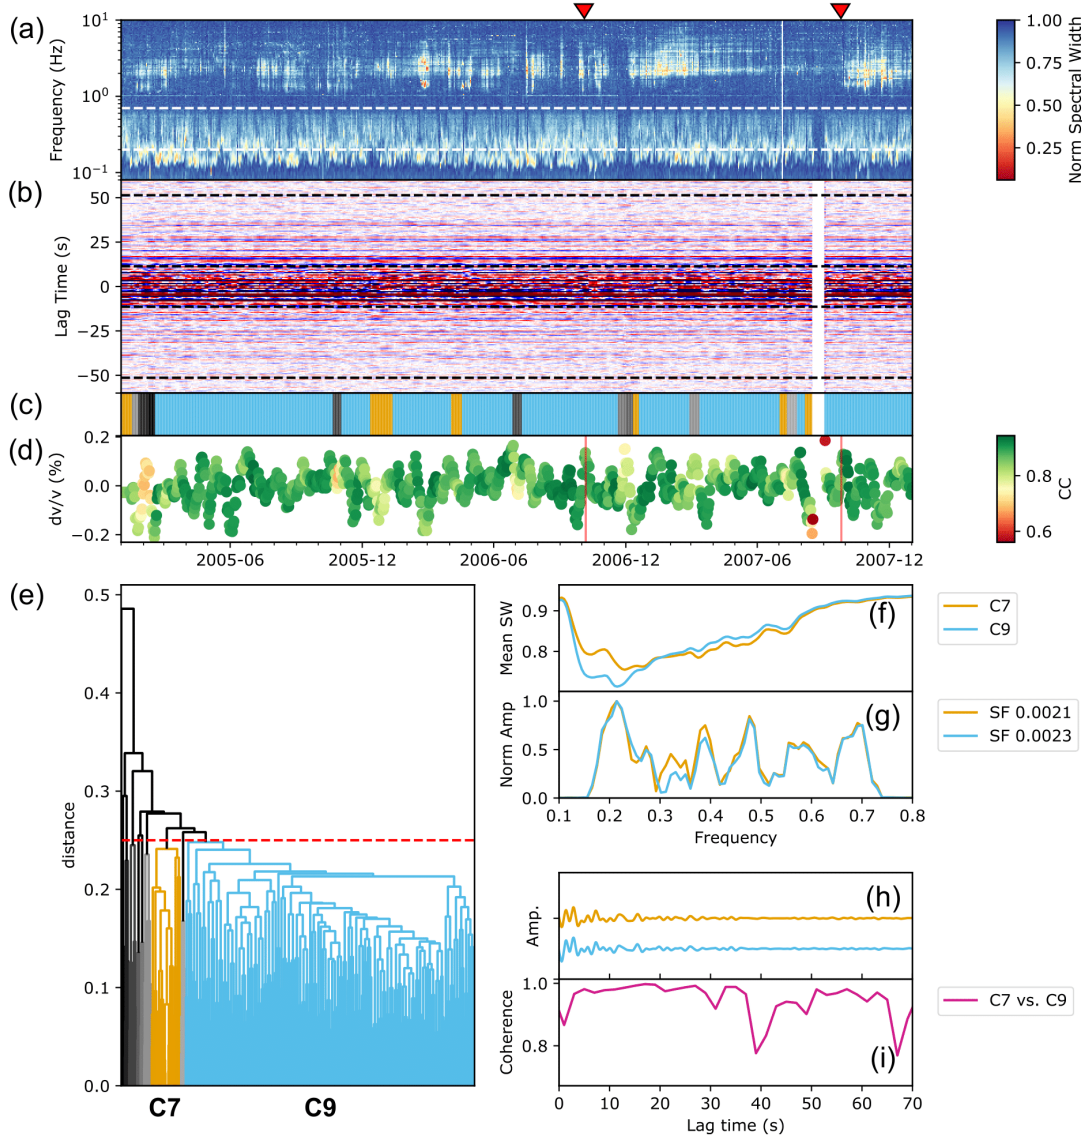 (a)
Frequency (Hz)
10¹
10⁰
10⁻¹
1.00
0.75
0.50
0.25
Norm Spectral Width
(b)
Lag Time (s)
50
25
0
−25
−50
(c)
(d)
dv/v (%)
0.2
0.0
−0.2
2005-06
2005-12
2006-06
2006-12
2007-06
2007-12
0.8
0.6
CC
(e)
distance
0.5
0.4
0.3
0.2
0.1
0.0
C7
C9
(f)
Mean SW
0.9
0.8
C7
C9
(g)
Norm Amp
1.0
0.5
0.0
0.1 0.2 0.3 0.4 0.5 0.6 0.7 0.8
Frequency
SF 0.0021
SF 0.0023
(h)
Amp.
(i)
Coherence
1.0
0.8
0 10 20 30 40 50 60 70
Lag time (s)
C7 vs. C9